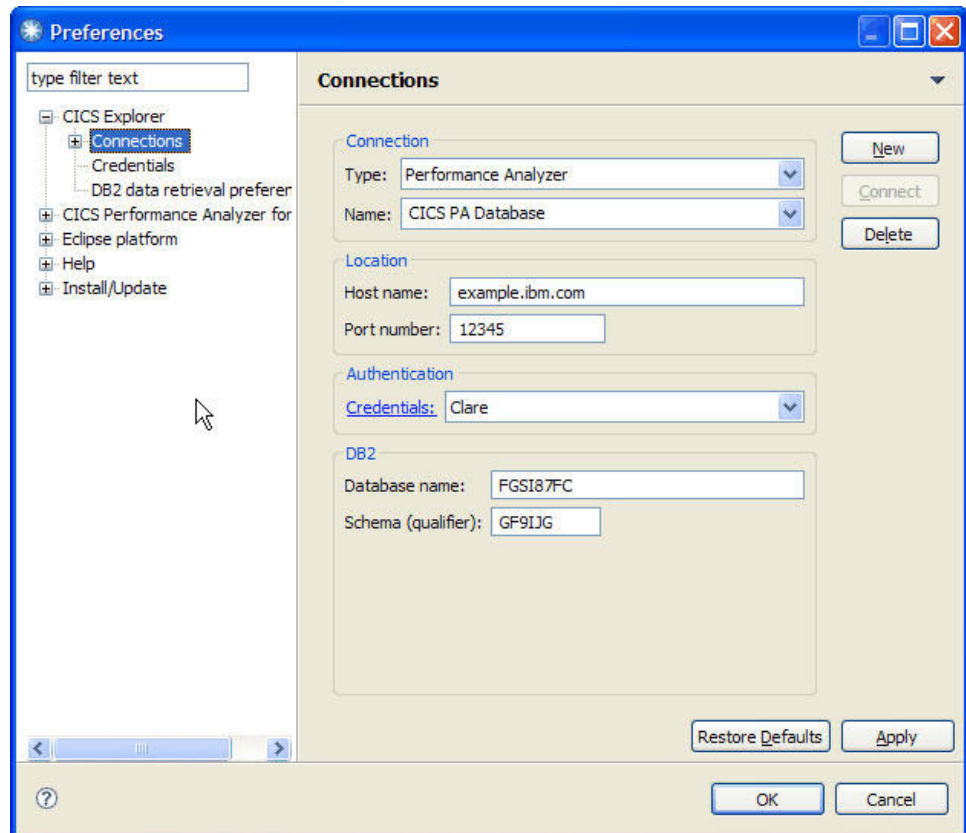 Preferences
type filter text
CICS Explorer
Connections
Credentials
DB2 data retrieval preferen
CICS Performance Analyzer for
Eclipse platform
Help
Install/Update
Connections
Connection
Type: Performance Analyzer
Name: CICS PA Database
New
Connect
Delete
Location
Host name: example.ibm.com
Port number: 12345
Authentication
Credentials: Clare
DB2
Database name: FGSI87FC
Schema (qualifier): GF9IJG
Restore Defaults Apply
? OK Cancel